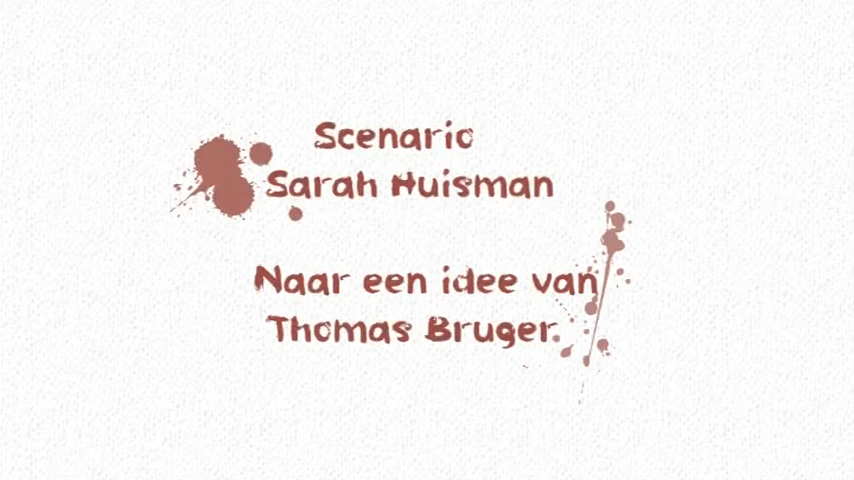 Scenario
Sarah Huisman
Naar een idee van
Thomas Bruger